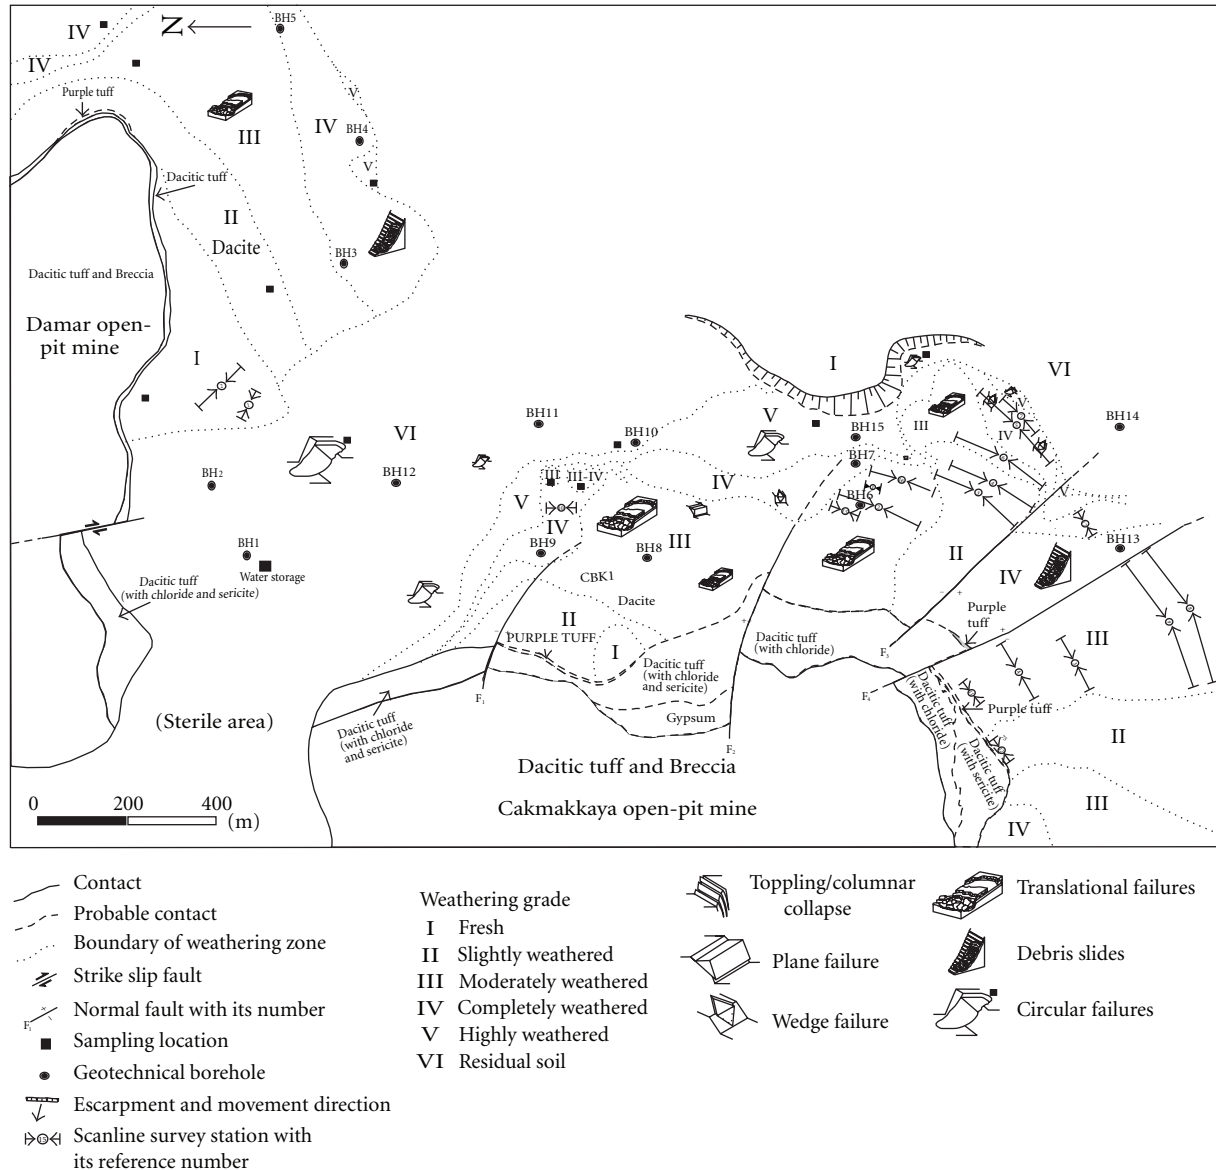 IV
IV
N
BH5
Purple tuff
III
V
IV
BH4
V
Dacitic tuff
II
Dacite
BH3
Dacitic tuff and Breccia
Damar open-
pit mine
I
I
VI
VI
BH11
BH10
V
BH15
III
V
IV
BH14
BH2
BH12
V
III
III-IV
IV
BH7
V
BH6
IV
BH9
BH8
III
II
BH13
BH1
Water storage
CBK1
IV
Dacitic tuff
(with chloride and sericite)
Dacite
II
PURPLE TUFF
I
Dacitic tuff
(with chloride)
Purple
tuff
III
F3
Dacitic tuff
(with chloride
and sericite)
F1
F4
Gypsum
Dacitic tuff
(with chloride)
Purple tuff
(Sterile area)
Dacitic tuff
(with chloride
and sericite)
F2
Dacitic tuff
(with sericite)
II
Dacitic tuff and Breccia
Cakmakkaya open-pit mine
III
IV
0 200 400
(m)
Contact
Probable contact
Boundary of weathering zone
Strike slip fault
F1 Normal fault with its number
Sampling location
Geotechnical borehole
Escarpment and movement direction
15 Scanline survey station with
its reference number
Weathering grade
I Fresh
II Slightly weathered
III Moderately weathered
IV Completely weathered
V Highly weathered
VI Residual soil
Toppling/columnar
collapse
Plane failure
Wedge failure
Translational failures
Debris slides
Circular failures